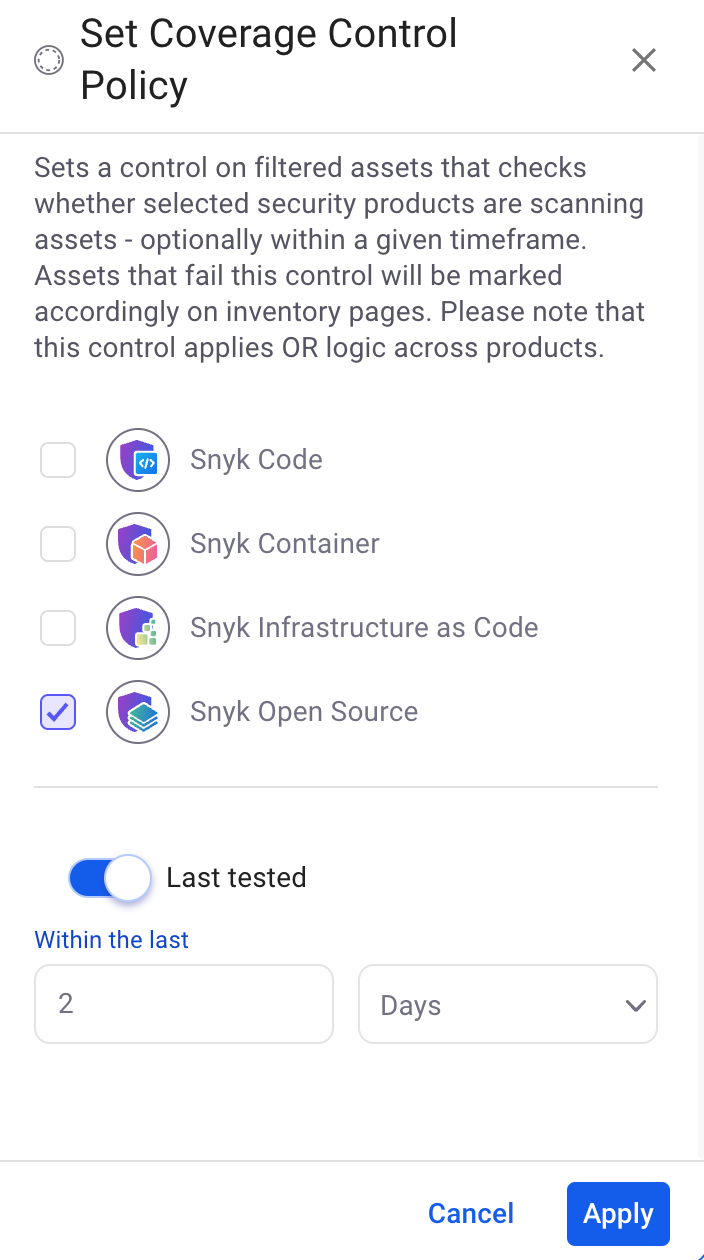 Set Coverage Control
Policy
Sets a control on filtered assets that checks
whether selected security products are scanning
assets - optionally within a given timeframe.
Assets that fail this control will be marked
accordingly on inventory pages. Please note that
this control applies OR logic across products.
Snyk Code
Snyk Container
Snyk Infrastructure as Code
Snyk Open Source
Last tested
Within the last
2
Days
Cancel
Apply